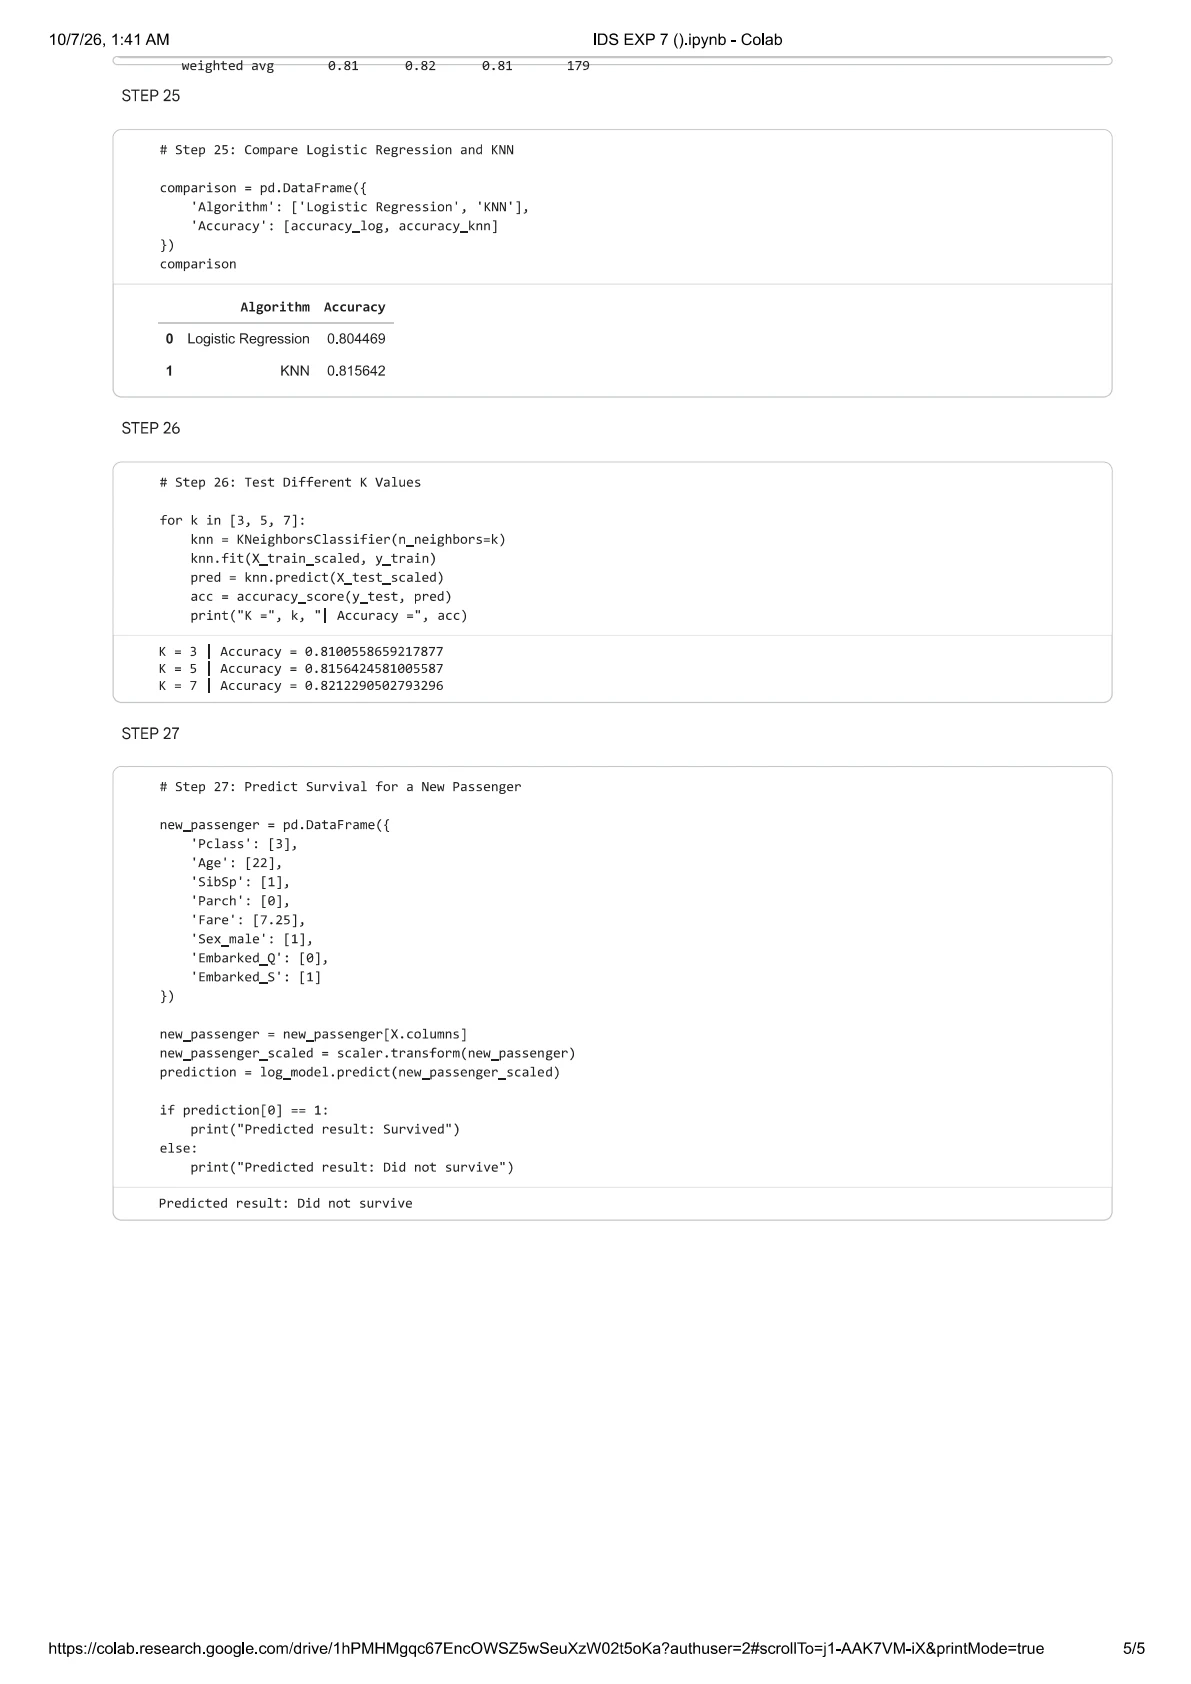 10/7/26, 1:41 AM IDS EXP 7 ().ipynb - Colab
weighted avg 0.81 0.82 0.81 179
STEP 25
# Step 25: Compare Logistic Regression and KNN
comparison = pd.DataFrame({
    'Algorithm': ['Logistic Regression', 'KNN'],
    'Accuracy': [accuracy_log, accuracy_knn]
})
comparison
Algorithm Accuracy
0 Logistic Regression 0.804469
1 KNN 0.815642
STEP 26
# Step 26: Test Different K Values
for k in [3, 5, 7]:
    knn = KNeighborsClassifier(n_neighbors=k)
    knn.fit(X_train_scaled, y_train)
    pred = knn.predict(X_test_scaled)
    acc = accuracy_score(y_test, pred)
    print("K =", k, "| Accuracy =", acc)
K = 3 | Accuracy = 0.8100558659217877
K = 5 | Accuracy = 0.8156424581005587
K = 7 | Accuracy = 0.8212290502793296
STEP 27
# Step 27: Predict Survival for a New Passenger
new_passenger = pd.DataFrame({
    'Pclass': [3],
    'Age': [22],
    'SibSp': [1],
    'Parch': [0],
    'Fare': [7.25],
    'Sex_male': [1],
    'Embarked_Q': [0],
    'Embarked_S': [1]
})
new_passenger = new_passenger[X.columns]
new_passenger_scaled = scaler.transform(new_passenger)
prediction = log_model.predict(new_passenger_scaled)
if prediction[0] == 1:
    print("Predicted result: Survived")
else:
    print("Predicted result: Did not survive")
Predicted result: Did not survive
https://colab.research.google.com/drive/1hPMHMgqc67EncOWSZ5wSeuXzW02t5oKa?authuser=2#scrollTo=j1-AAK7VM-iX&printMode=true 5/5